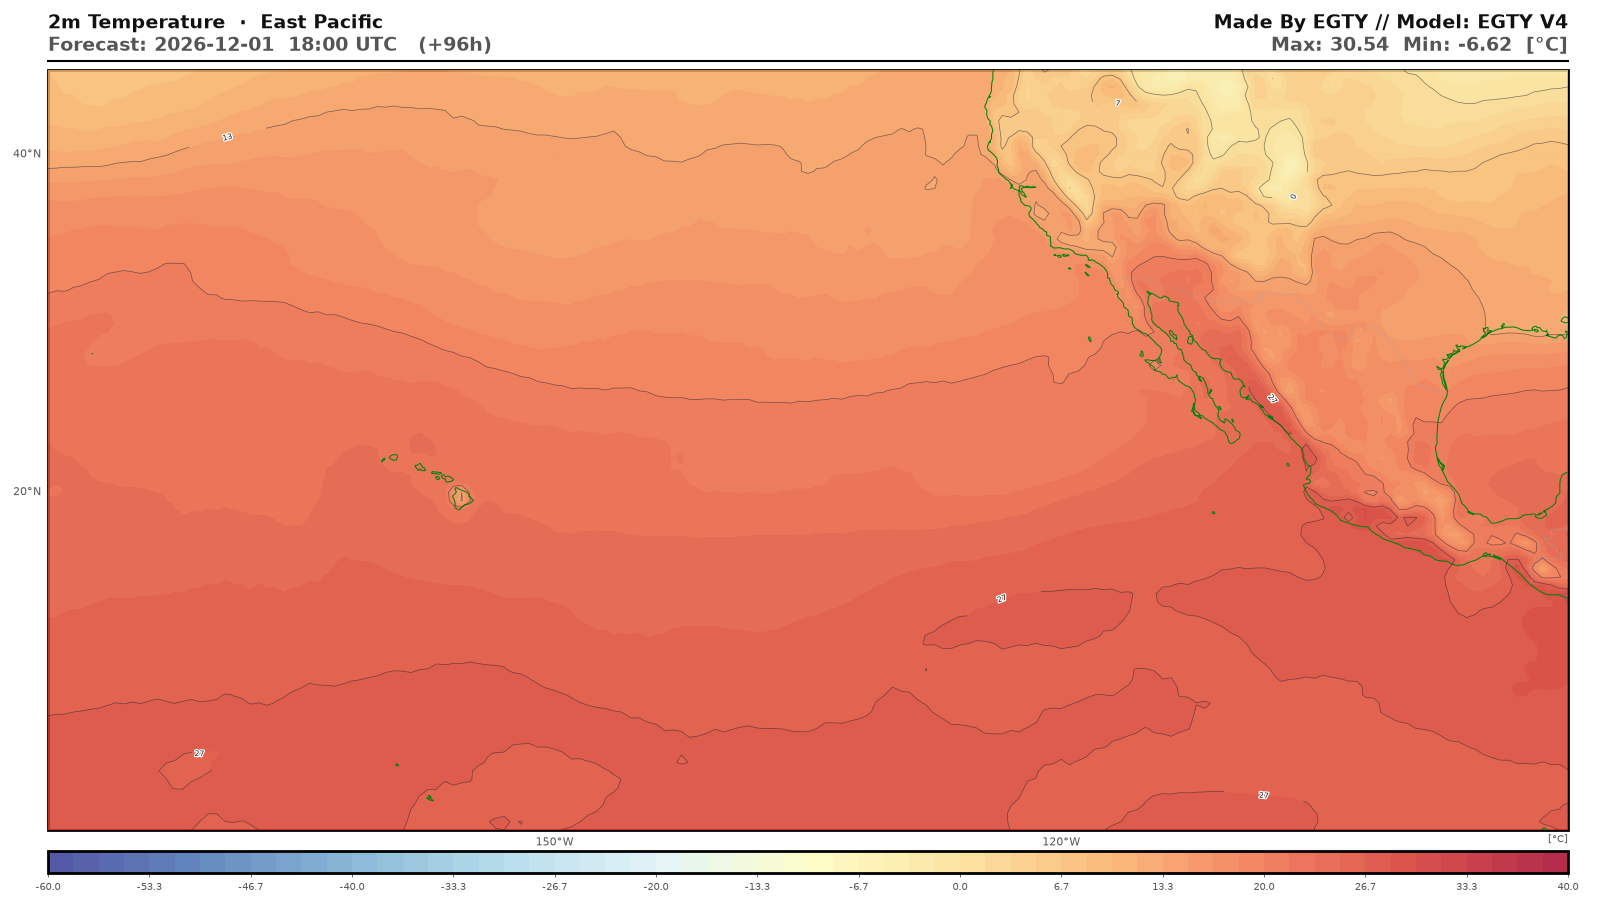 2m Temperature · East Pacific
Made By EGTY // Model: EGTY V4
Forecast: 2026-12-01 18:00 UTC (+96h)
Max: 30.54 Min: -6.62 [°C]
7
13
40°N
0
27
20°N
27
27
27
150°W
120°W
[°C]
-60.0
-53.3
-46.7
-40.0
-33.3
-26.7
-20.0
-13.3
-6.7
0.0
6.7
13.3
20.0
26.7
33.3
40.0